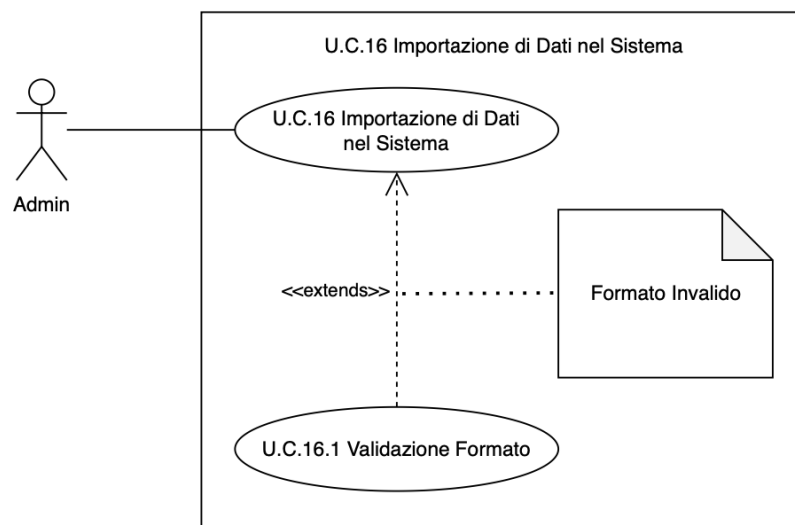 U.C.16 Importazione di Dati nel Sistema
U.C.16 Importazione di Dati
nel Sistema
Admin
<<extends>>
Formato Invalido
U.C.16.1 Validazione Formato